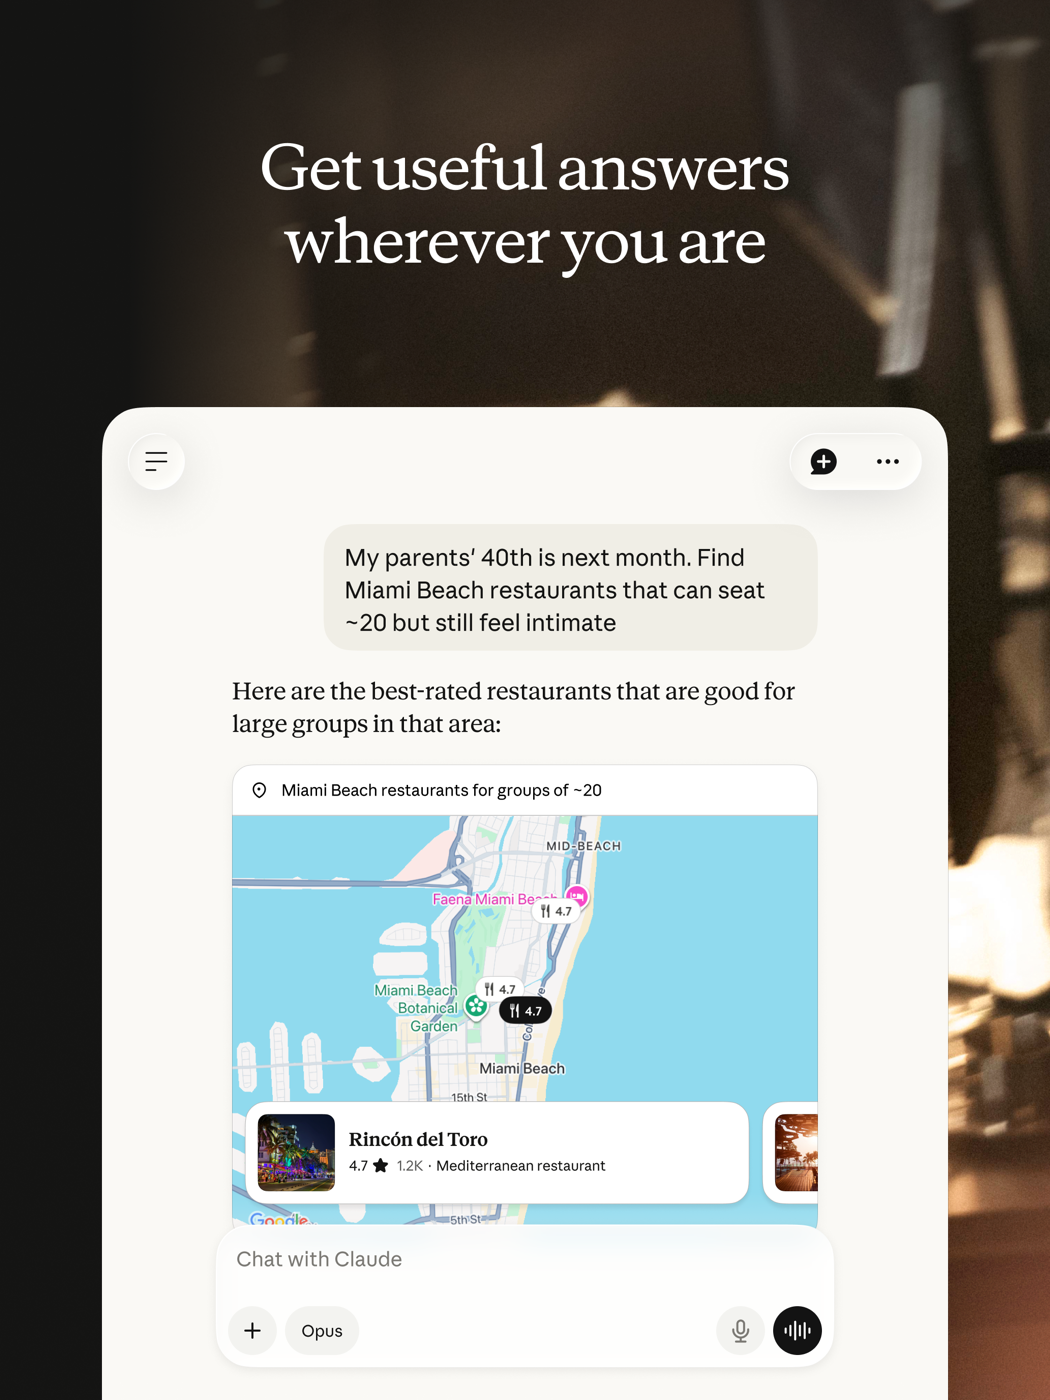 Get useful answers
wherever you are
My parents' 40th is next month. Find
Miami Beach restaurants that can seat
~20 but still feel intimate
Here are the best-rated restaurants that are good for
large groups in that area:
Miami Beach restaurants for groups of ~20
MID-BEACH
Faena Miami Beach
4.7
4.7
Miami Beach
Botanical
Garden
4.7
Miami Beach
15th St
Rincón del Toro
4.7 ★ 1.2K · Mediterranean restaurant
Google
5th St
Chat with Claude
Opus